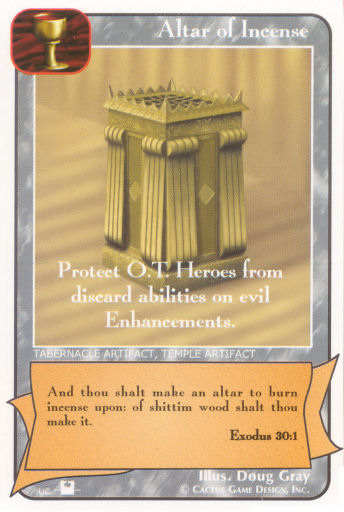 Altar of Incense
Protect O.T. Heroes from
discard abilities on evil
Enhancements.
TABERNACLE ARTIFACT, TEMPLE ARTIFACT
And thou shalt make an altar to burn
incense upon: of shittim wood shalt thou
make it.
Exodus 30:1
Illus. Doug Gray
UC
© Cactus Game Design, Inc.